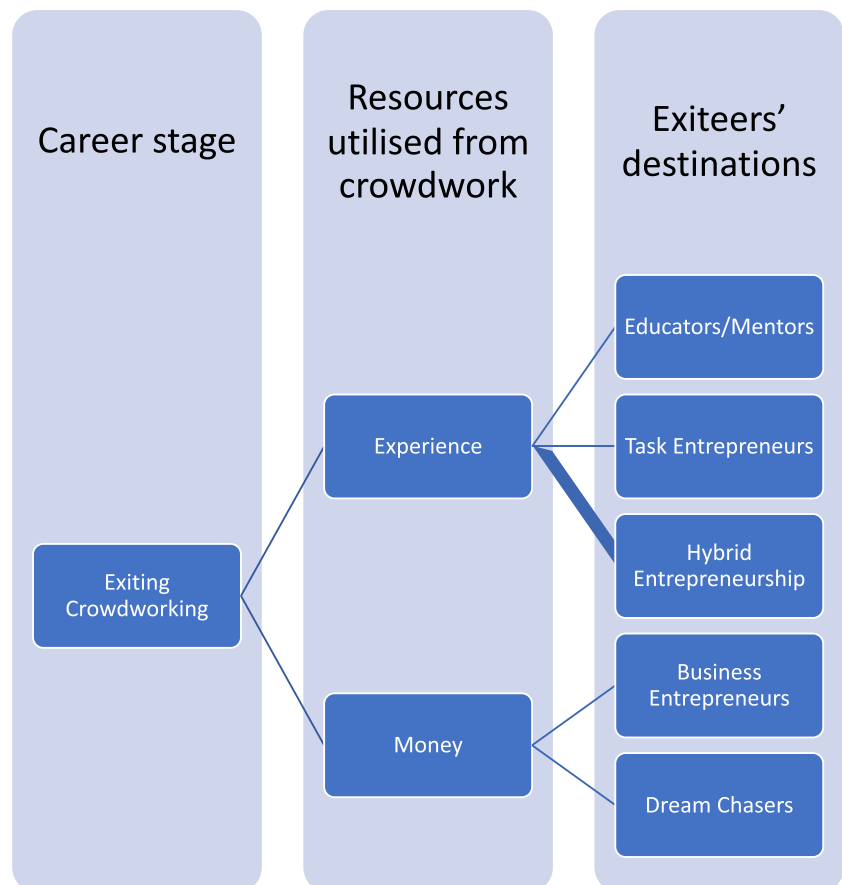 Career stage
Resources
utilised from
crowdwork
Exiteers’
destinations
Exiting
Crowdworking
Experience
Money
Educators/Mentors
Task Entrepreneurs
Hybrid
Entrepreneurship
Business
Entrepreneurs
Dream Chasers